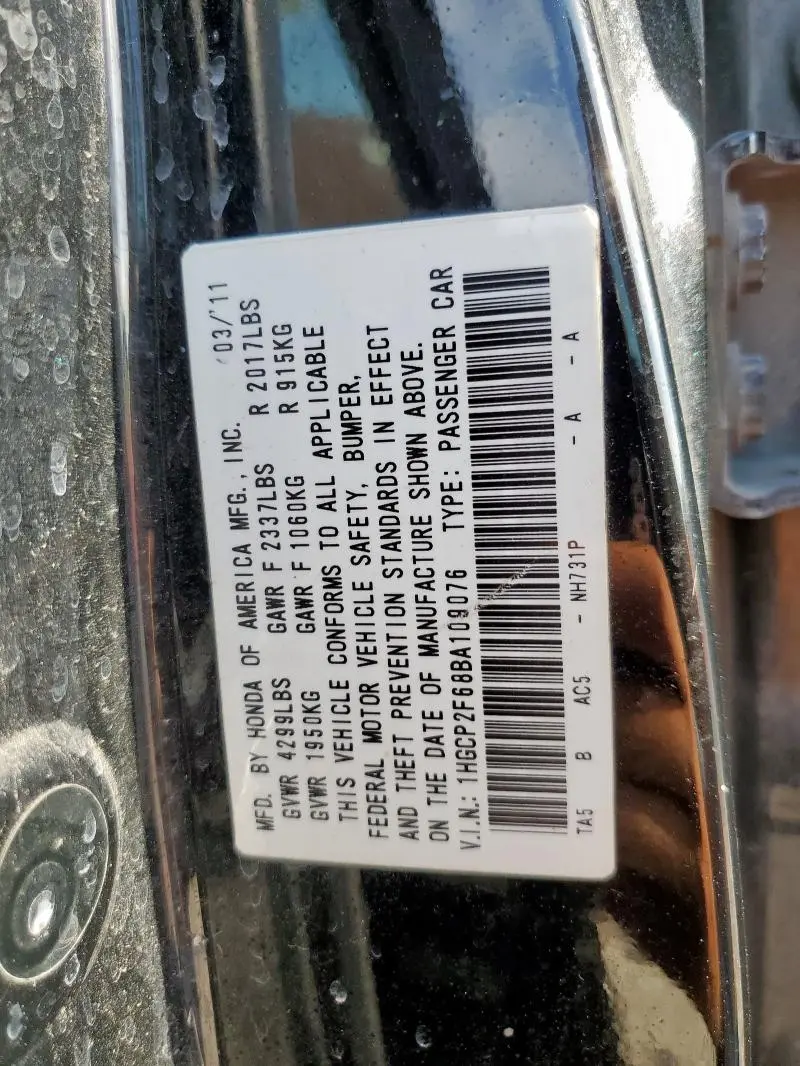 MFD. BY HONDA OF AMERICA MFG., INC. 03/'11
GVWR 4299LBS GAWR F 2337LBS R 2017LBS
GVWR 1950KG GAWR F 1060KG R 915KG
THIS VEHICLE CONFORMS TO ALL APPLICABLE
FEDERAL MOTOR VEHICLE SAFETY, BUMPER,
AND THEFT PREVENTION STANDARDS IN EFFECT
ON THE DATE OF MANUFACTURE SHOWN ABOVE.
V.I.N.: 1HGCP2F68BA109076 TYPE: PASSENGER CAR
TA5 B AC5 - NH731P - A - A